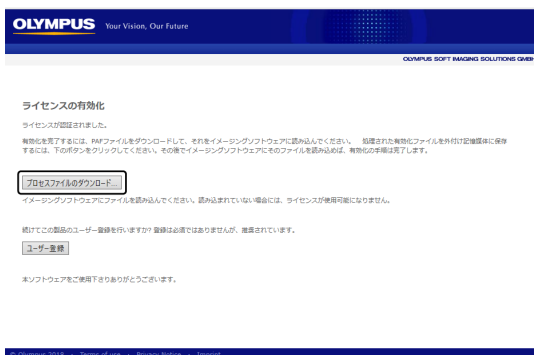 OLYMPUS Your Vision, Our Future
OLYMPUS SOFT IMAGING SOLUTIONS GMBH
ライセンスの有効化
ライセンスが認証されました。
有効化を完了するには、PAFファイルをダウンロードして、それをイメージングソフトウェアに読み込んでください。 処理された有効化ファイルを外付け記憶媒体に保存
するには、下のボタンをクリックしてください。その後でイメージングソフトウェアにそのファイルを読み込めば、有効化の手順は完了します。
プロセスファイルのダウンロード...
イメージングソフトウェアにファイルを読み込んでください。読み込まれていない場合には、ライセンスが使用可能になりません。
続けてこの製品のユーザー登録を行いますか? 登録は必須ではありませんが、推奨されています。
ユーザー登録
本ソフトウェアをご使用下さりありがとうございます。
© Olympus 2018 - Terms of use - Privacy Notice - Imprint